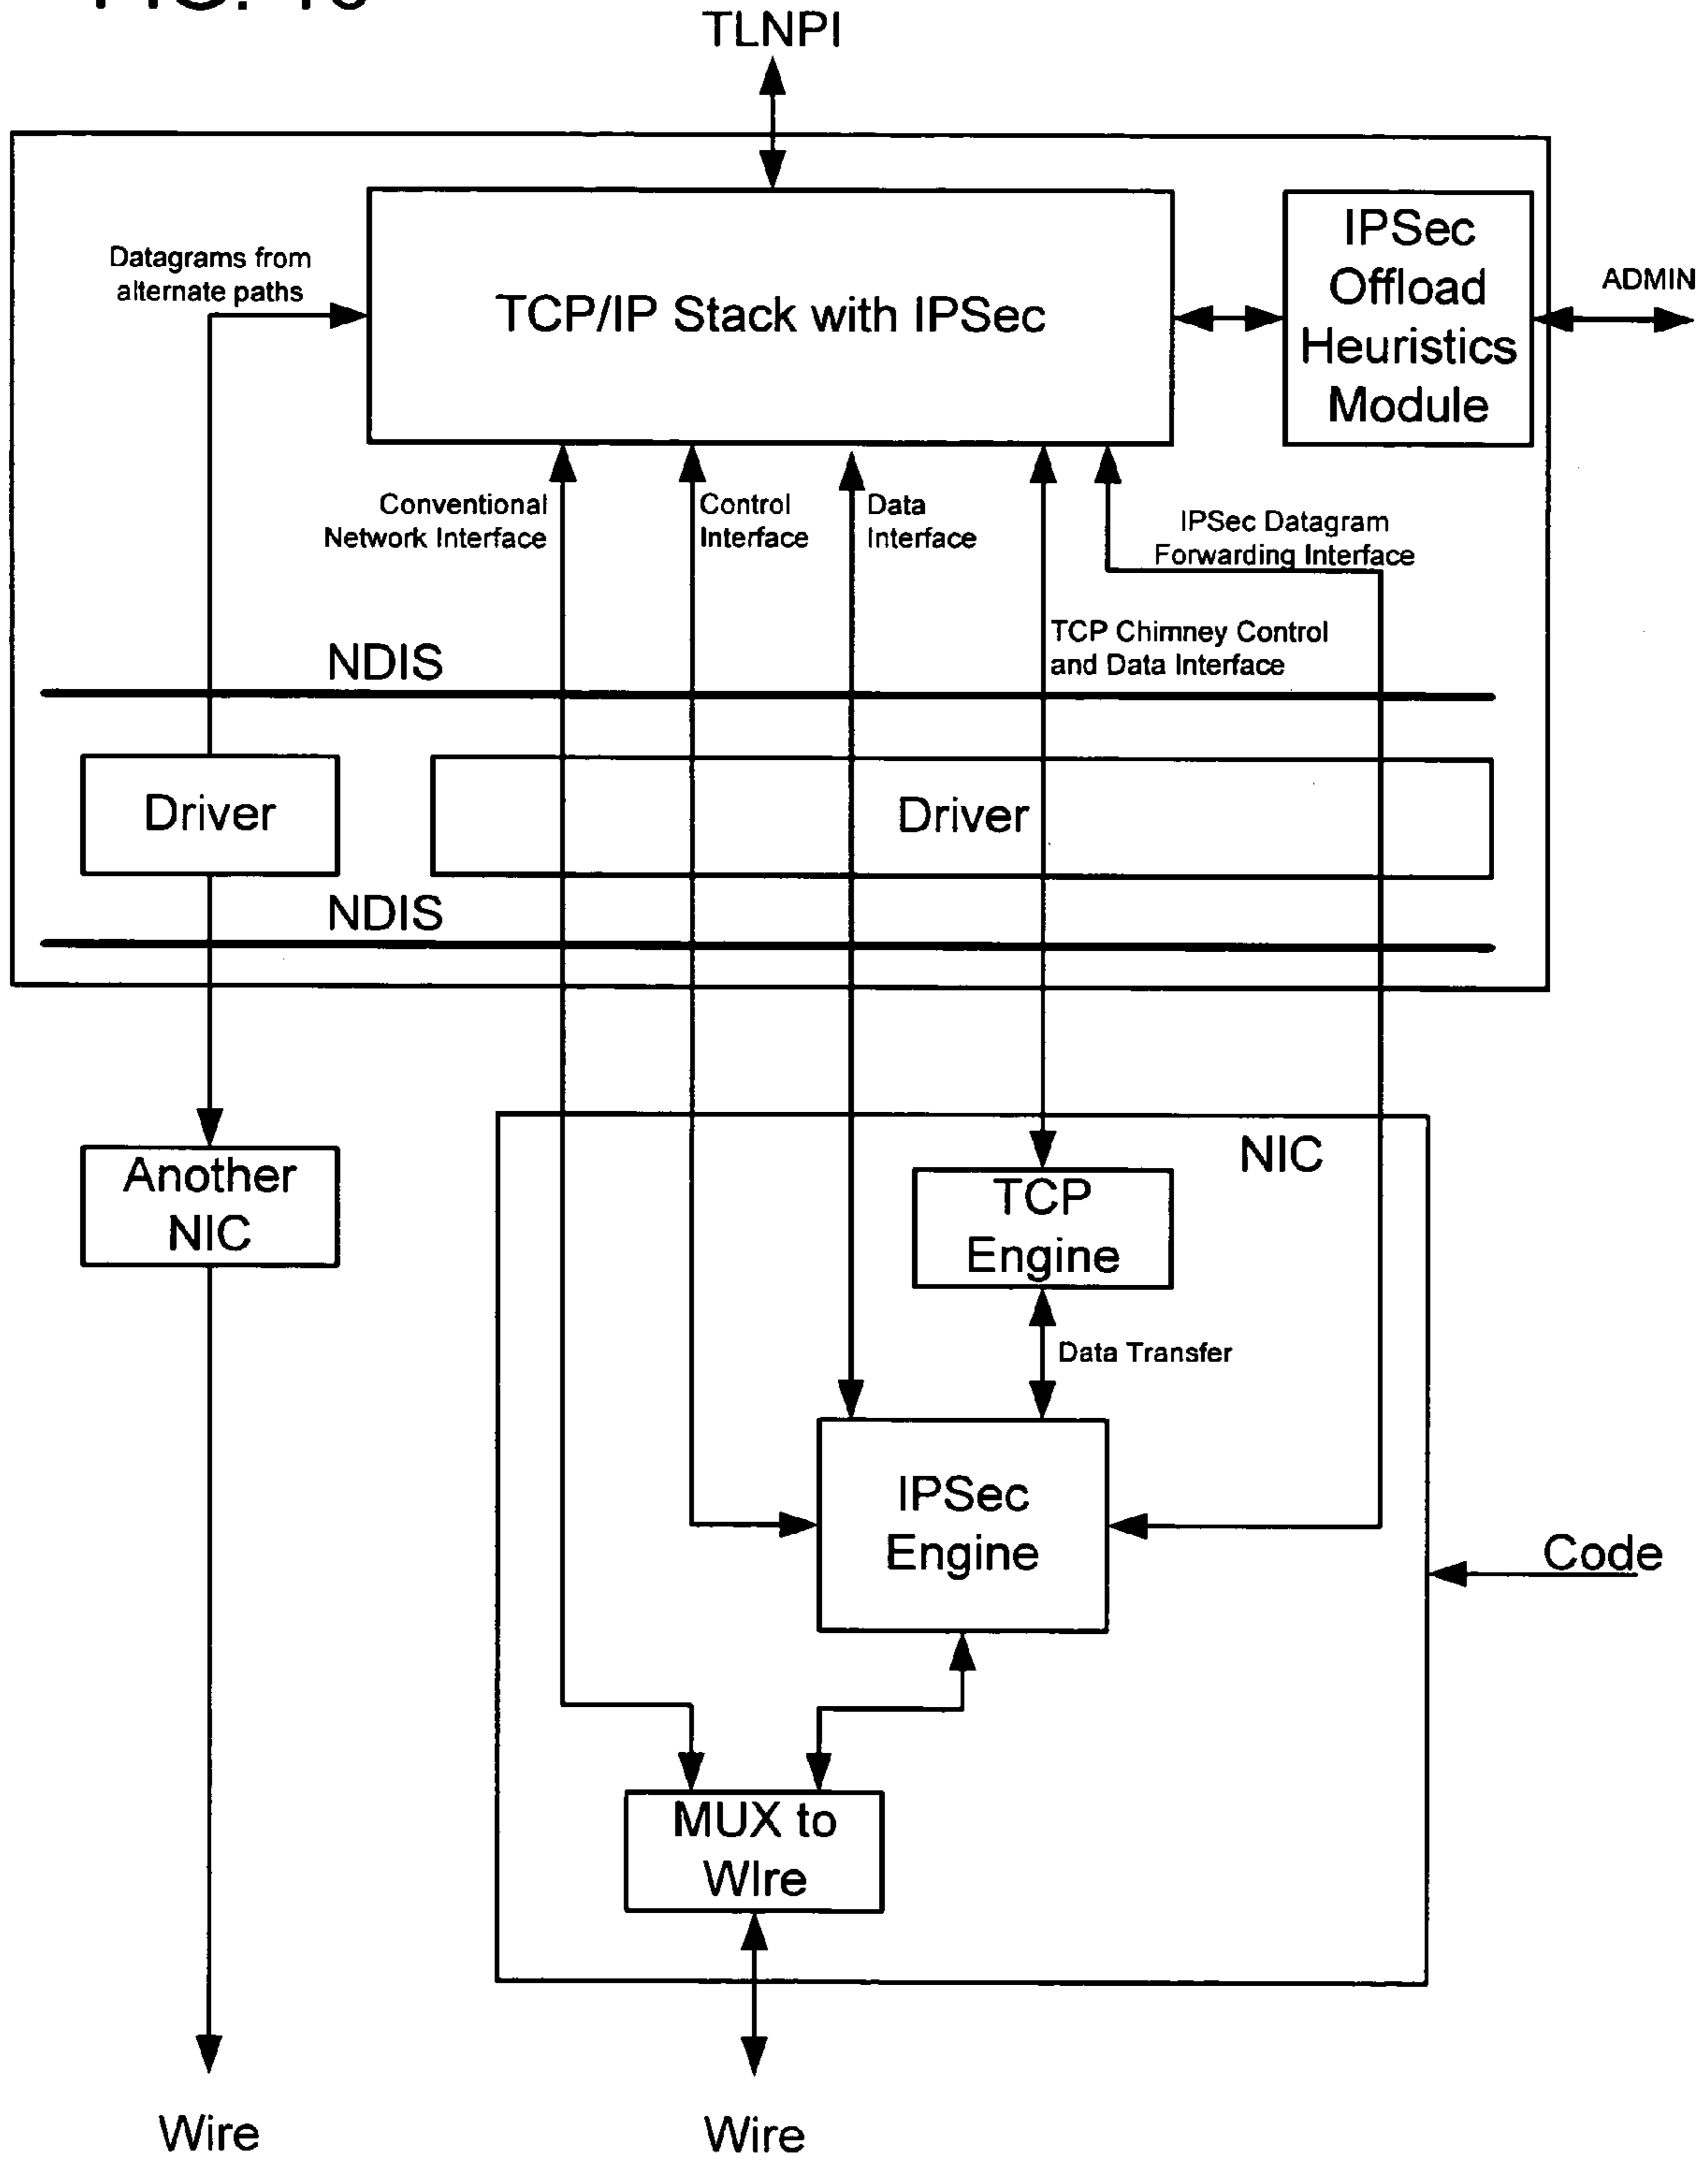 TLNPI
Datagrams from
alternate paths
TCP/IP Stack with IPSec
IPSec
Offload
Heuristics
Module
ADMIN
Conventional
Network Interface
Control
Interface
Data
Interface
IPSec Datagram
Forwarding Interface
TCP Chimney Control
and Data Interface
NDIS
Driver
Driver
NDIS
Another
NIC
NIC
TCP
Engine
Data Transfer
IPSec
Engine
Code
MUX to
WIre
Wire
Wire